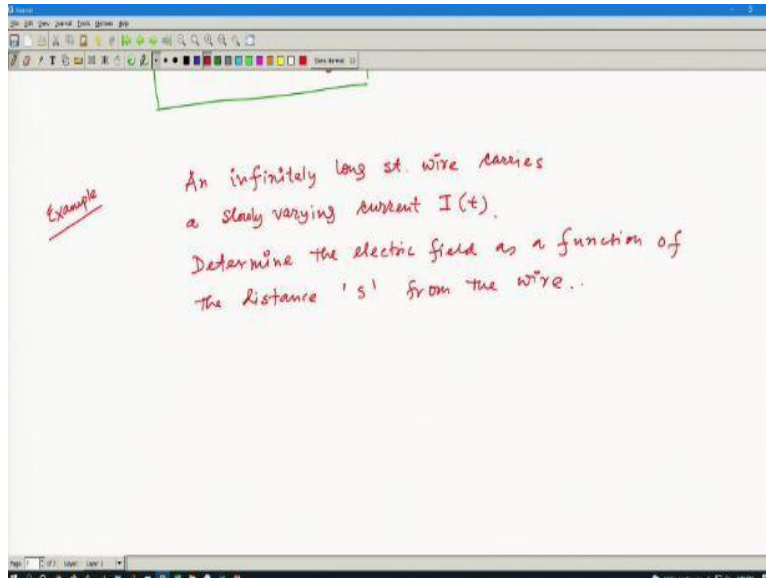 Example
An infinitely long st. wire carries
a slowly varying current I(t).
Determine the electric field as a function of
the distance 's' from the wire..